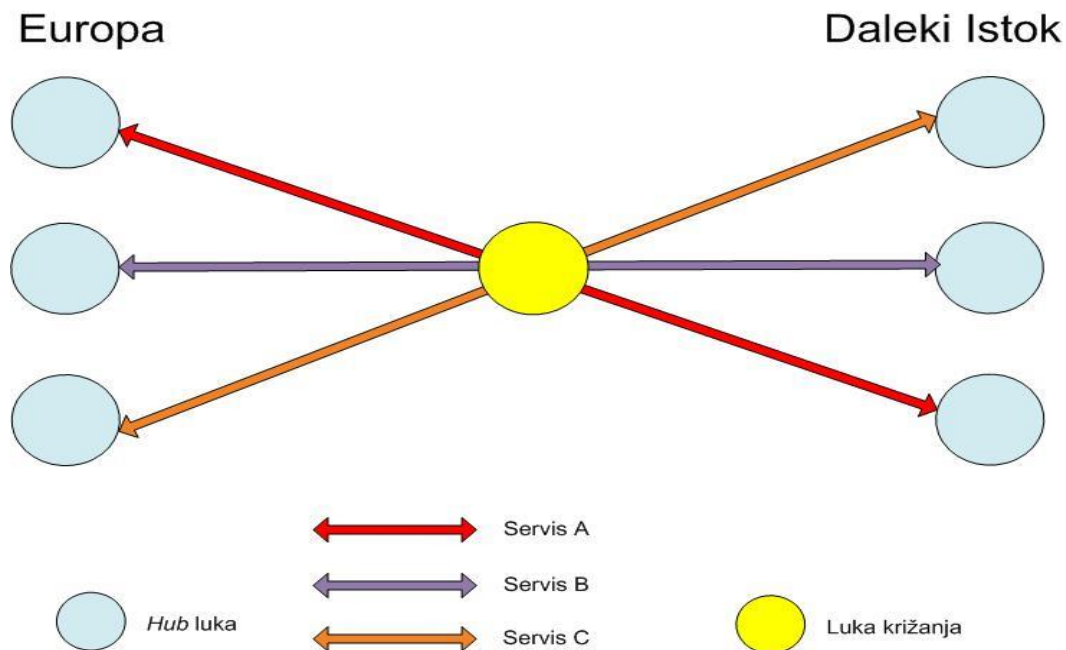 Europa
Daleki Istok
Servis A
Servis B
Servis C
Hub luka
Luka križanja